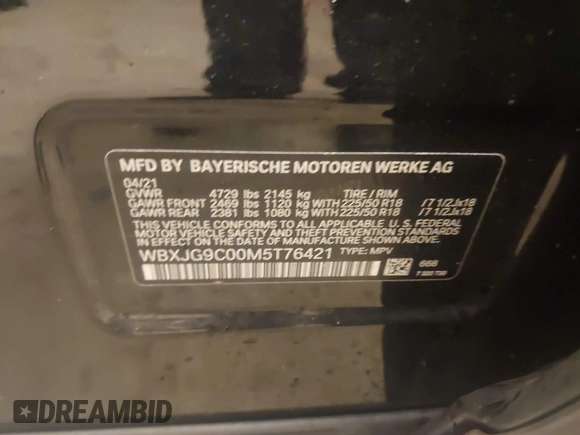 MFD BY BAYERISCHE MOTOREN WERKE AG
04/21
GVWR 4729 lbs 2145 kg TIRE / RIM
GAWR FRONT 2469 lbs 1120 kg WITH 225/50 R18 /7 1/2Jx18
GAWR REAR 2381 lbs 1080 kg WITH 225/50 R18 /7 1/2Jx18
THIS VEHICLE CONFORMS TO ALL APPLICABLE U.S. FEDERAL
MOTOR VEHICLE SAFETY AND THEFT PREVENTION STANDARDS
IN EFFECT ON THE DATE OF MANUFACTURE SHOWN ABOVE.
WBXJG9C00M5T76421 TYPE: MPV
668
7 320 730
DREAMBID